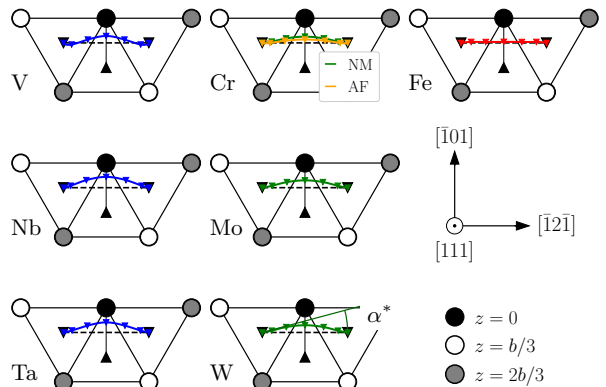 V
Cr
NM
AF
Fe
Nb
Mo
[1̄01]
[1̄21̄]
[111]
Ta
W
α*
z = 0
z = b/3
z = 2b/3